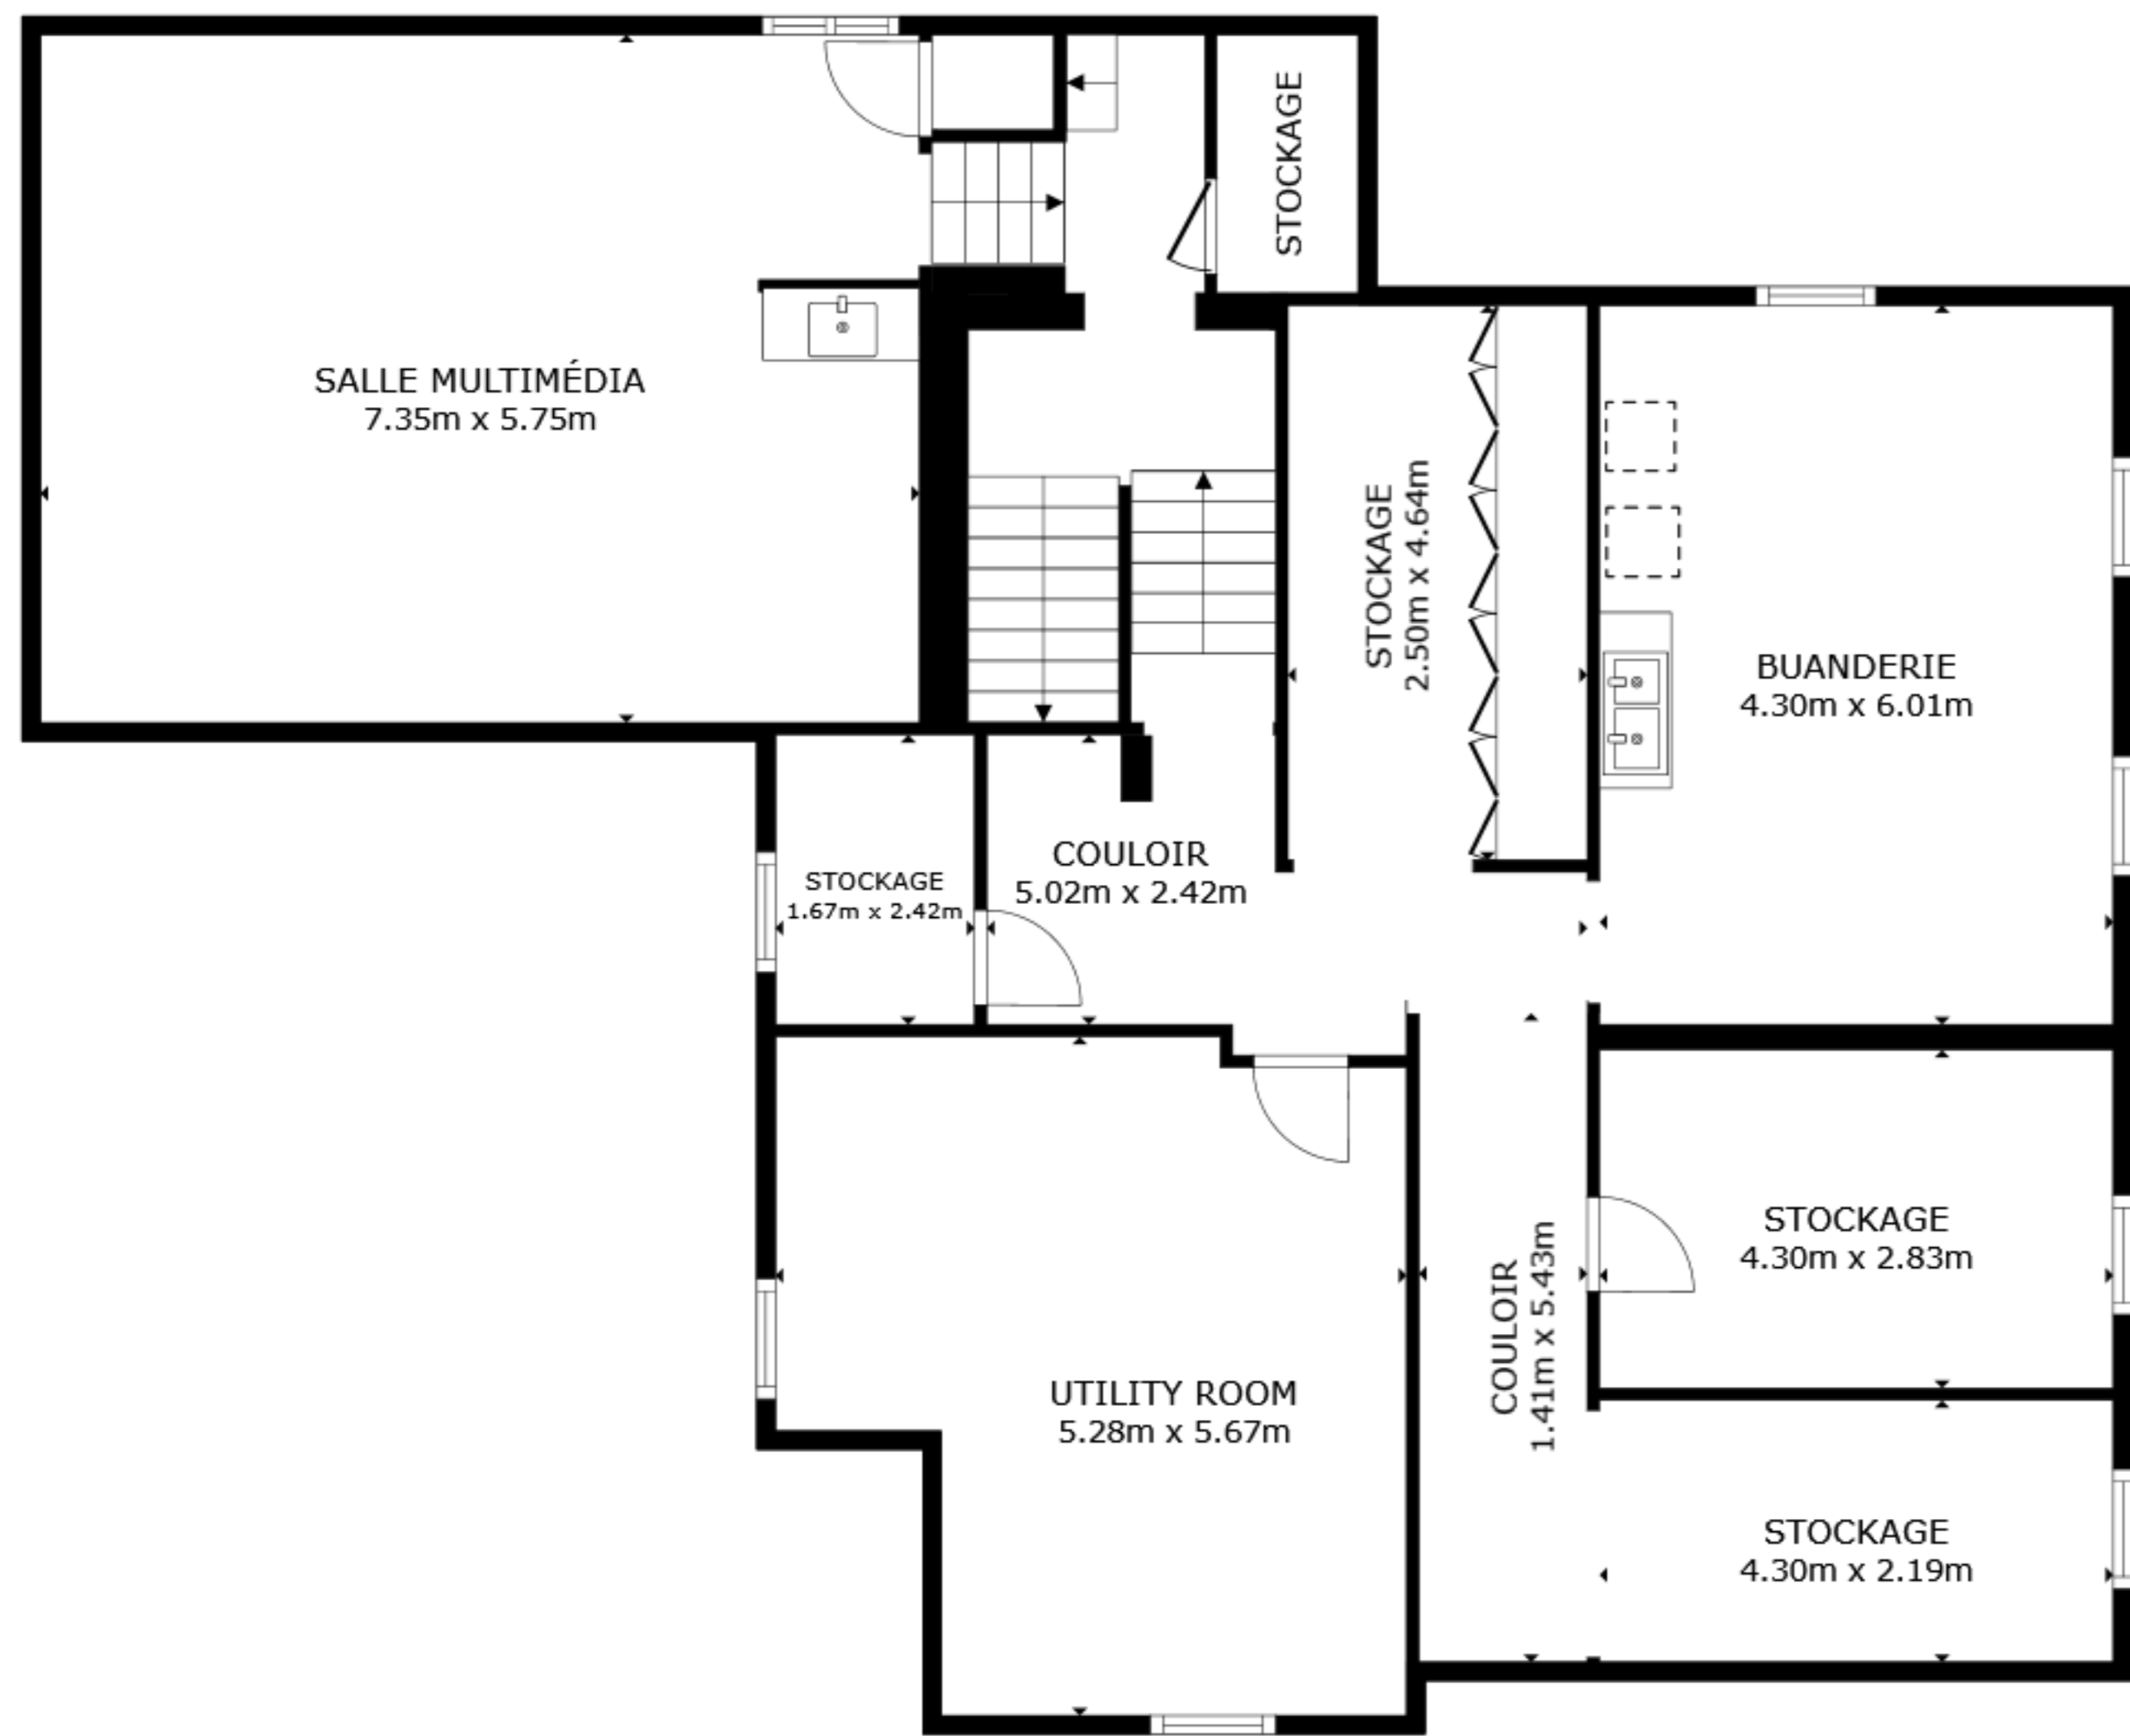 STOCKAGE
SALLE MULTIMÉDIA
7.35m x 5.75m
STOCKAGE
2.50m x 4.64m
BUANDERIE
4.30m x 6.01m
COULOIR
5.02m x 2.42m
STOCKAGE
1.67m x 2.42m
STOCKAGE
4.30m x 2.83m
COULOIR
1.41m x 5.43m
UTILITY ROOM
5.28m x 5.67m
STOCKAGE
4.30m x 2.19m